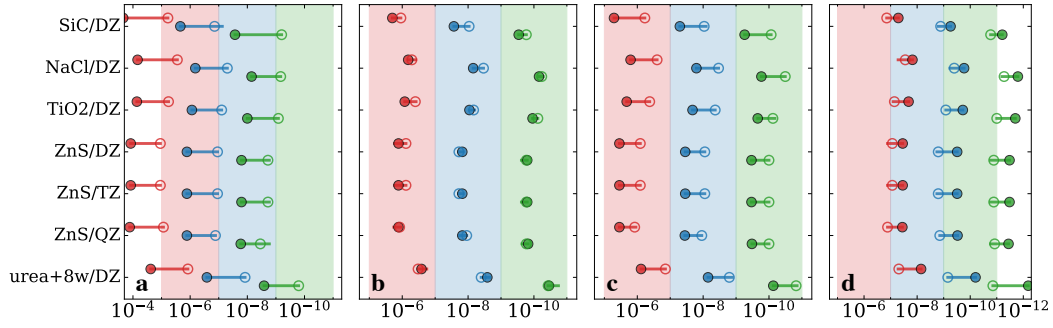 SiC/DZ
NaCl/DZ
TiO2/DZ
ZnS/DZ
ZnS/TZ
ZnS/QZ
urea+8w/DZ
a b c d
10⁻⁴ 10⁻⁶ 10⁻⁸ 10⁻¹⁰ 10⁻⁶ 10⁻⁸ 10⁻¹⁰ 10⁻⁶ 10⁻⁸ 10⁻¹⁰ 10⁻⁶ 10⁻⁸ 10⁻¹⁰ 10⁻¹²